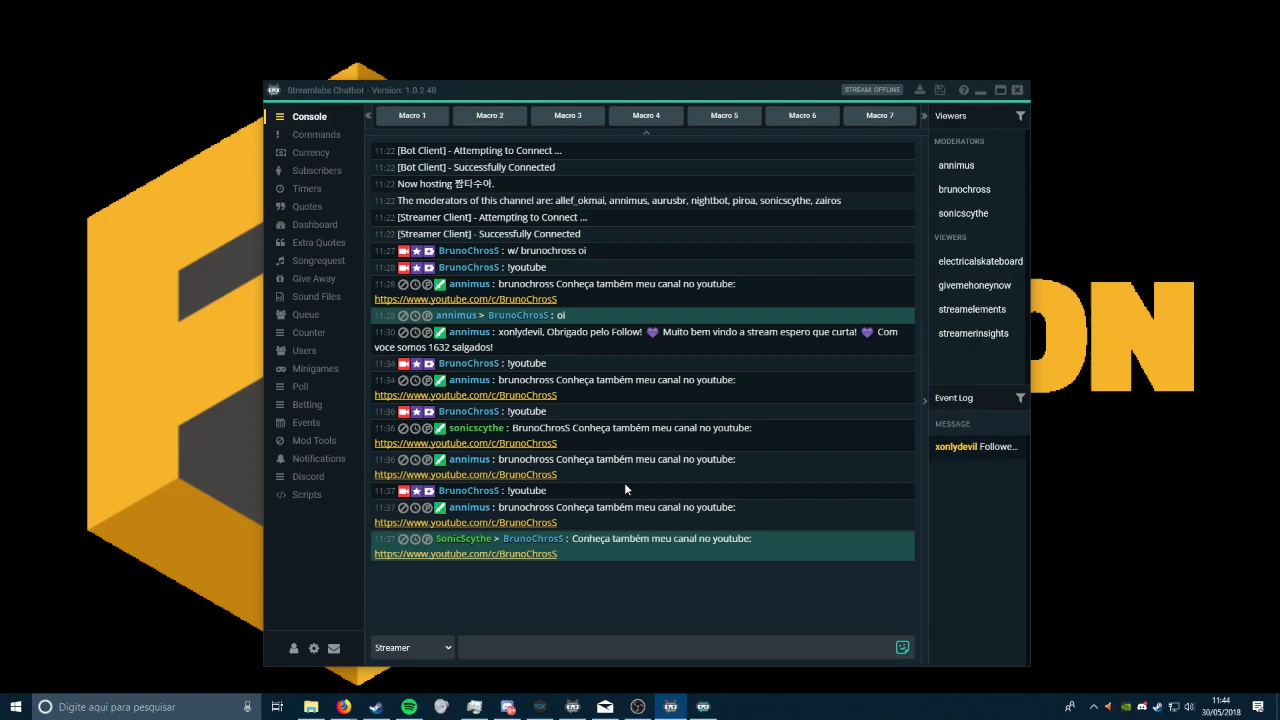 Streamlabs Chatbot - Version: 1.0.2.48
STREAM: OFFLINE
Console
Commands
Currency
Subscribers
Timers
Quotes
Dashboard
Extra Quotes
Songrequest
Give Away
Sound Files
Queue
Counter
Users
Minigames
Poll
Betting
Events
Mod Tools
Notifications
Discord
Scripts
Macro 1 Macro 2 Macro 3 Macro 4 Macro 5 Macro 6 Macro 7
11:22 [Bot Client] - Attempting to Connect ...
11:22 [Bot Client] - Successfully Connected
11:22 Now hosting 짬타수아.
11:22 The moderators of this channel are: allef_okmai, annimus, aurusbr, nightbot, piroa, sonicscythe, zairos
11:22 [Streamer Client] - Attempting to Connect ...
11:22 [Streamer Client] - Successfully Connected
11:27 BrunoChrosS : w/ brunochross oi
11:28 BrunoChrosS : !youtube
11:28 annimus : brunochross Conheça também meu canal no youtube:
https://www.youtube.com/c/BrunoChrosS
11:28 annimus > BrunoChrosS : oi
11:30 annimus : xonlydevil, Obrigado pelo Follow! 💜 Muito bem vindo a stream espero que curta! 💜 Com
voce somos 1632 salgados!
11:34 BrunoChrosS : !youtube
11:34 annimus : brunochross Conheça também meu canal no youtube:
https://www.youtube.com/c/BrunoChrosS
11:36 BrunoChrosS : !youtube
11:36 sonicscythe : BrunoChrosS Conheça também meu canal no youtube:
https://www.youtube.com/c/BrunoChrosS
11:36 annimus : brunochross Conheça também meu canal no youtube:
https://www.youtube.com/c/BrunoChrosS
11:37 BrunoChrosS : !youtube
11:37 annimus : brunochross Conheça também meu canal no youtube:
https://www.youtube.com/c/BrunoChrosS
11:37 SonicScythe > BrunoChrosS : Conheça também meu canal no youtube:
https://www.youtube.com/c/BrunoChrosS
Streamer
Viewers
MODERATORS
annimus
brunochross
sonicscythe
VIEWERS
electricalskateboard
givemehoneynow
streamelements
streamerinsights
Event Log
MESSAGE
xonlydevil Followe...
ON
Digite aqui para pesquisar
11:44
30/05/2018